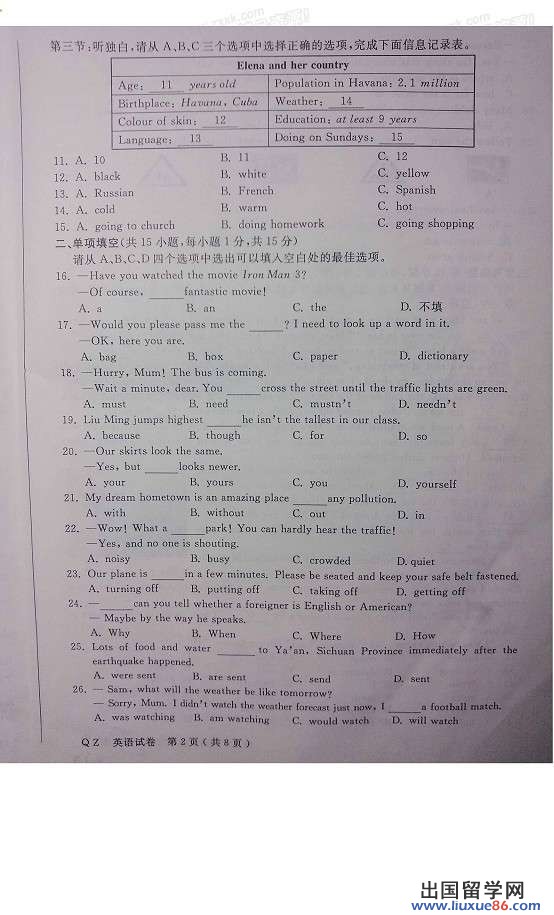 第三节:听独白,请从A、B、C三个选项中选择正确的选项,完成下面信息记录表。
Elena and her country
Age: 11 years old Population in Havana: 2.1 million
Birthplace: Havana, Cuba Weather: 14
Colour of skin: 12 Education: at least 9 years
Language: 13 Doing on Sundays: 15
11. A. 10 B. 11 C. 12
12. A. black B. white C. yellow
13. A. Russian B. French C. Spanish
14. A. cold B. warm C. hot
15. A. going to church B. doing homework C. going shopping
二、单项填空(共15小题,每小题1分,共15分)
请从A、B、C、D四个选项中选出可以填入空白处的最佳选项。
16. —Have you watched the movie Iron Man 3?
—Of course, ______ fantastic movie!
A. a B. an C. the D. 不填
17. —Would you please pass me the ______? I need to look up a word in it.
—OK, here you are.
A. bag B. box C. paper D. dictionary
18. —Hurry, Mum! The bus is coming.
—Wait a minute, dear. You ______ cross the street until the traffic lights are green.
A. must B. need C. mustn't D. needn't
19. Liu Ming jumps highest ______ he isn't the tallest in our class.
A. because B. though C. for D. so
20. —Our skirts look the same.
—Yes, but ______ looks newer.
A. your B. yours C. you D. yourself
21. My dream hometown is an amazing place ______ any pollution.
A. with B. without C. out D. in
22. —Wow! What a ______ park! You can hardly hear the traffic!
—Yes, and no one is shouting.
A. noisy B. busy C. crowded D. quiet
23. Our plane is ______ in a few minutes. Please be seated and keep your safe belt fastened.
A. turning off B. putting off C. taking off D. getting off
24. — ______ can you tell whether a foreigner is English or American?
— Maybe by the way he speaks.
A. Why B. When C. Where D. How
25. Lots of food and water ______ to Ya'an, Sichuan Province immediately after the
earthquake happened.
A. were sent B. are sent C. send D. sent
26. — Sam, what will the weather be like tomorrow?
— Sorry, Mum. I didn't watch the weather forecast just now, I ______ a football match.
A. was watching B. am watching C. would watch D. will watch
QZ 英语试卷 第2页(共8页)
出国留学网
www.liuxue86.com